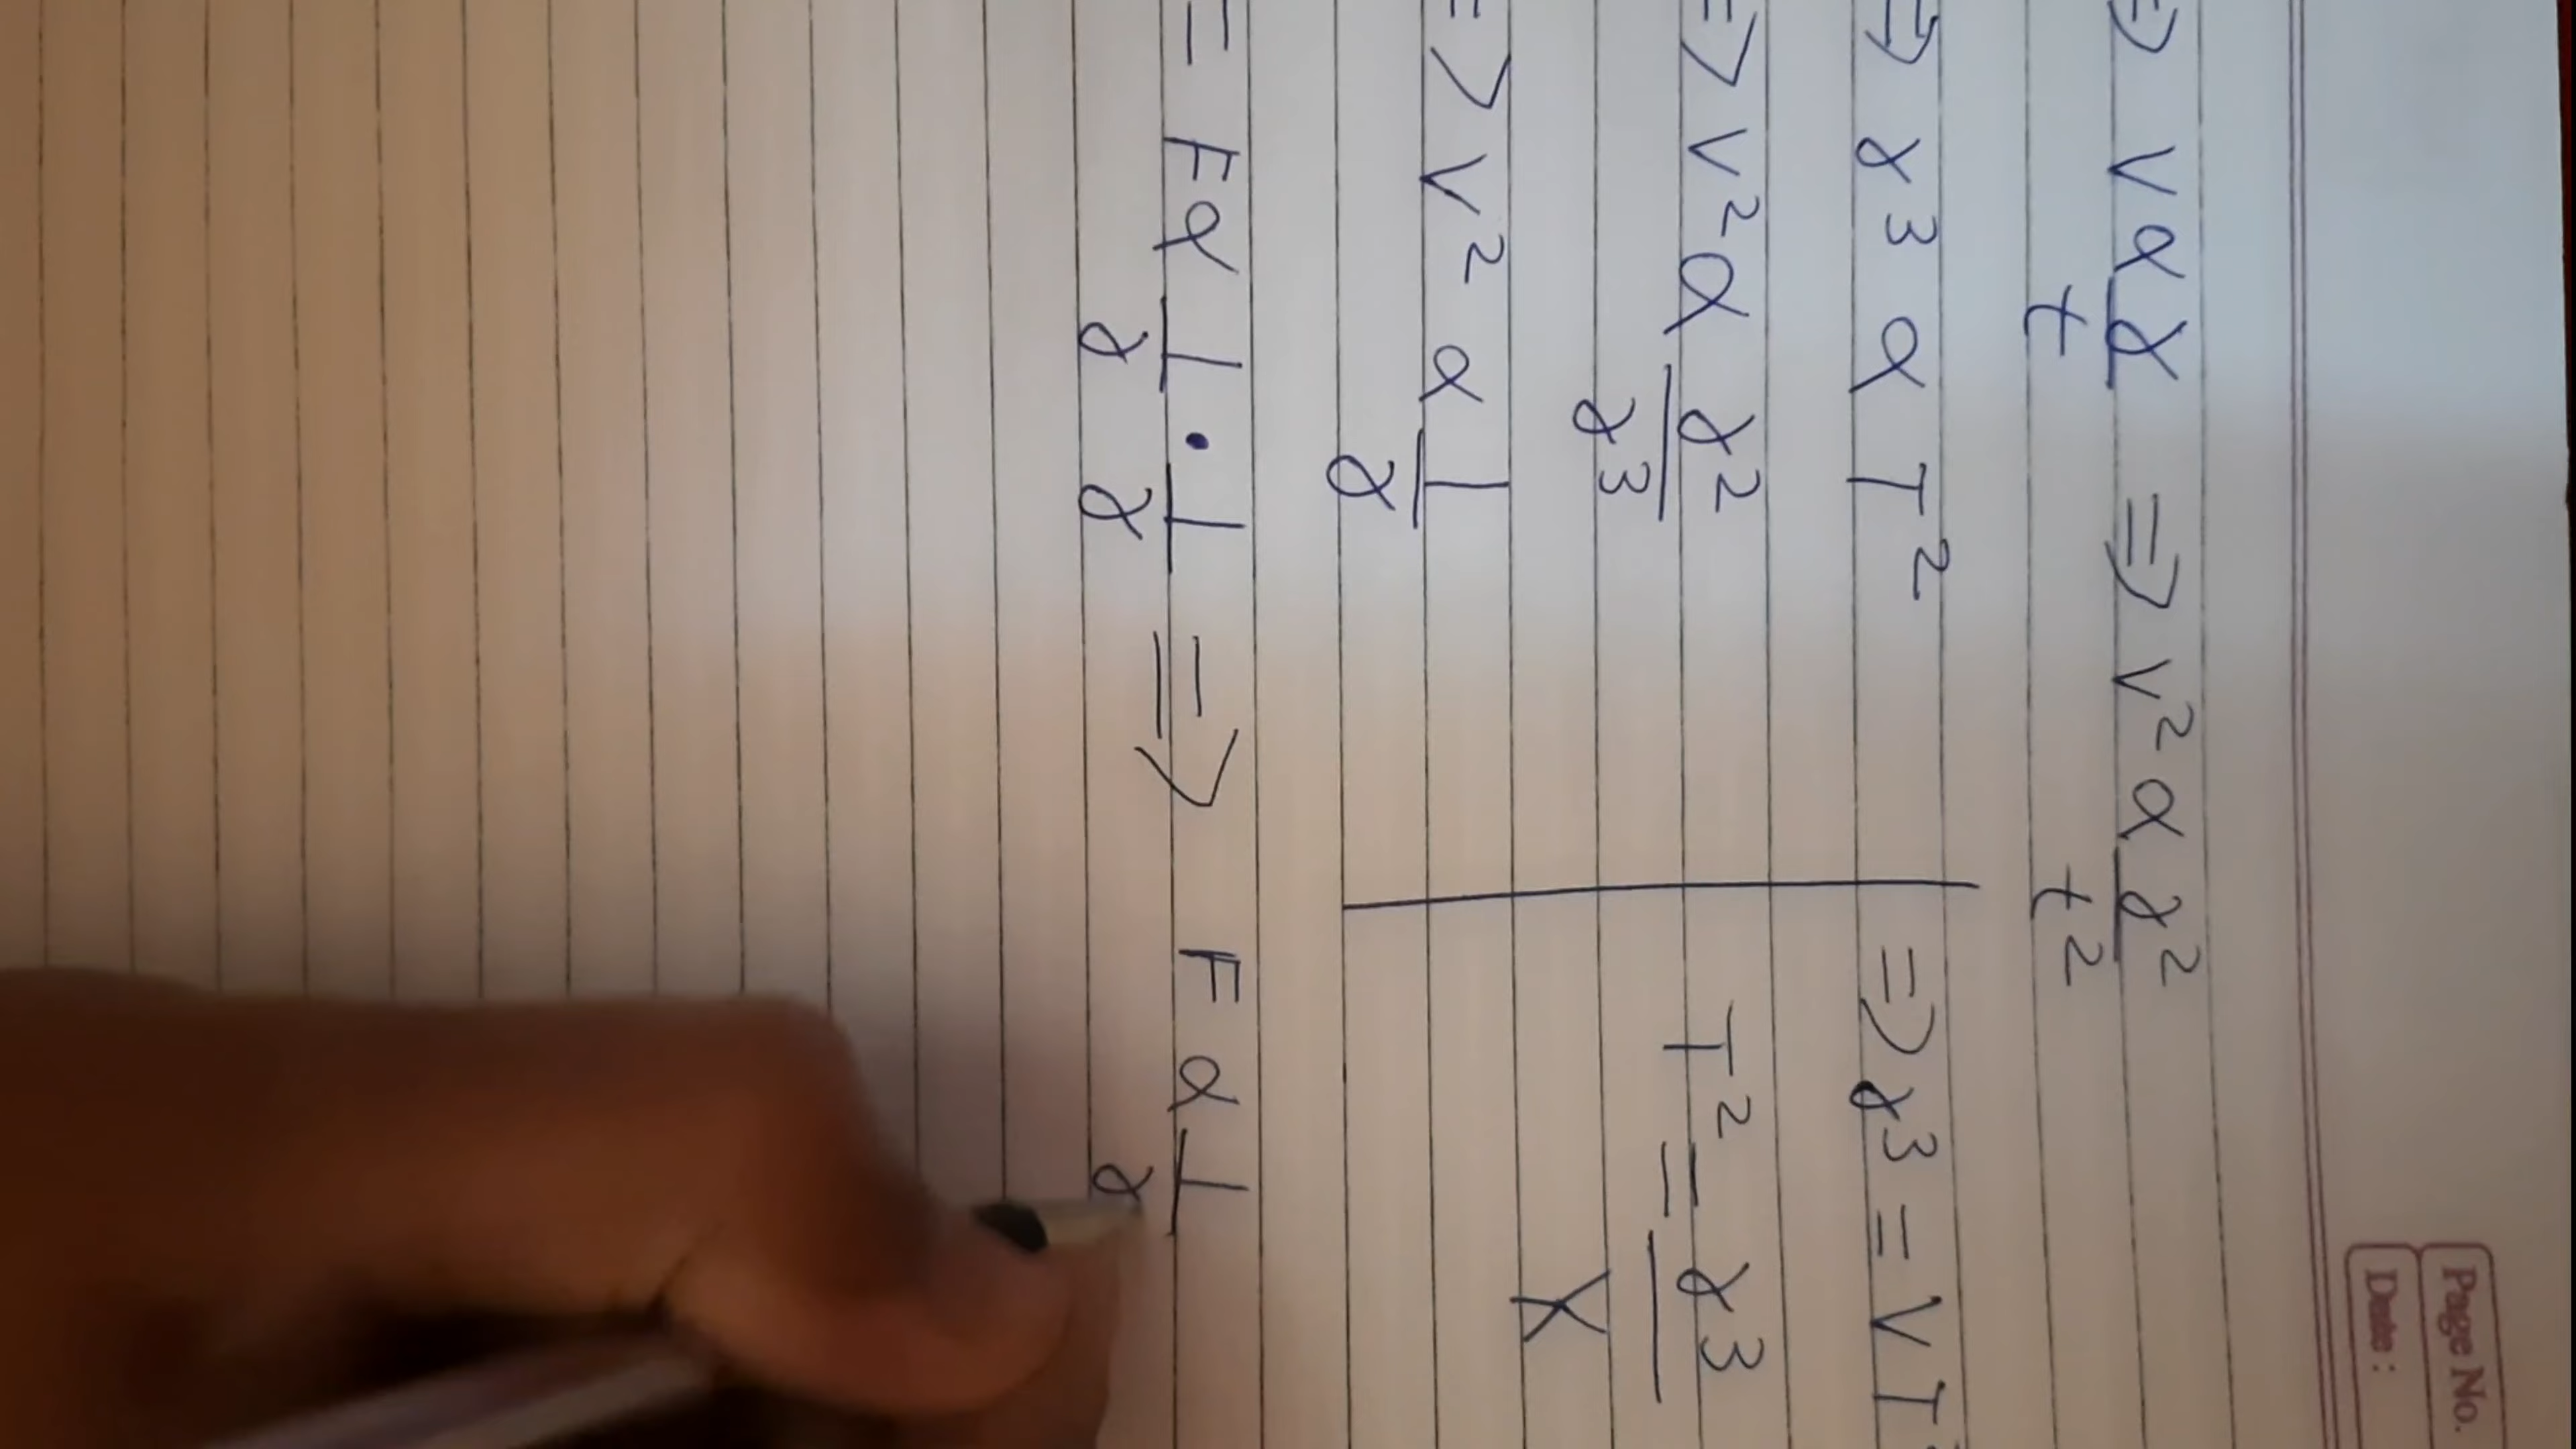 Page No.
Date:
⇒ V α r/t ⇒ V² α r²/t²
⇒ r³ α T² ⇒ r³ = VT
⇒ V² α r²/r³ T² = r³/K
⇒ V² α 1/r
= F α 1/r · 1/r ⇒ F α 1/r